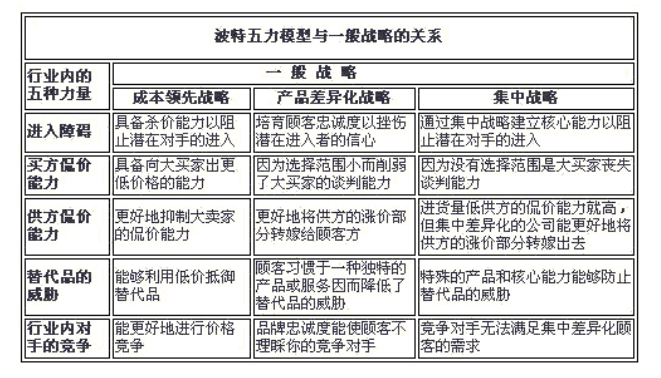 波特五力模型与一般战略的关系
行业内的
五种力量
一 般 战 略
成本领先战略
产品差异化战略
集中战略
进入障碍
具备杀价能力以阻
止潜在对手的进入
培育顾客忠诚度以挫伤
潜在进入者的信心
通过集中战略建立核心能力以阻
止潜在对手的进入
买方侃价
能力
具备向大买家出更
低价格的能力
因为选择范围小而削弱
了大买家的谈判能力
因为没有选择范围是大买家丧失
谈判能力
供方侃价
能力
更好地抑制大卖家
的侃价能力
更好地将供方的涨价部
分转嫁给顾客方
进货量低供方的侃价能力就高，
但集中差异化的公司能更好地将
供方的涨价部分转嫁出去
替代品的
威胁
能够利用低价抵御
替代品
顾客习惯于一种独特的
产品或服务因而降低了
替代品的威胁
特殊的产品和核心能力能够防止
替代品的威胁
行业内对
手的竞争
能更好地进行价格
竞争
品牌忠诚度能使顾客不
理睬你的竞争对手
竞争对手无法满足集中差异化顾
客的需求